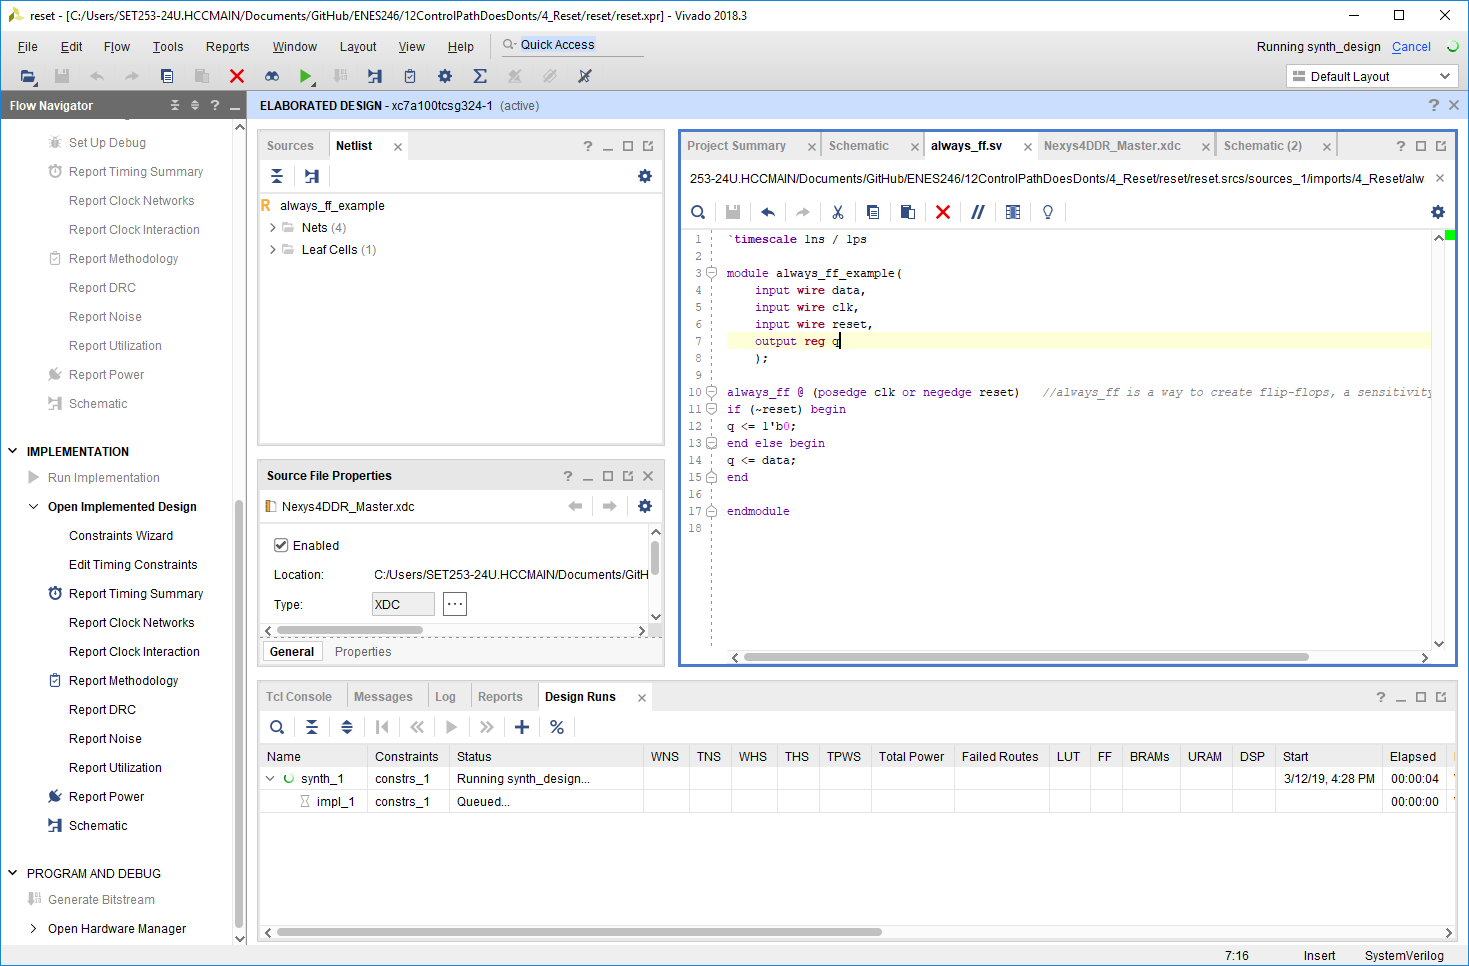 reset - [C:/Users/SET253-24U.HCCMAIN/Documents/GitHub/ENES246/12ControlPathDoesDonts/4_Reset/reset/reset.xpr] - Vivado 2018.3
File Edit Flow Tools Reports Window Layout View Help Quick Access
Running synth_design Cancel
Default Layout
Flow Navigator
Set Up Debug
Report Timing Summary
Report Clock Networks
Report Clock Interaction
Report Methodology
Report DRC
Report Noise
Report Utilization
Report Power
Schematic
IMPLEMENTATION
Run Implementation
Open Implemented Design
Constraints Wizard
Edit Timing Constraints
Report Timing Summary
Report Clock Networks
Report Clock Interaction
Report Methodology
Report DRC
Report Noise
Report Utilization
Report Power
Schematic
PROGRAM AND DEBUG
Generate Bitstream
Open Hardware Manager
ELABORATED DESIGN - xc7a100tcsg324-1 (active)
Sources Netlist
always_ff_example
Nets (4)
Leaf Cells (1)
Source File Properties
Nexys4DDR_Master.xdc
Enabled
Location: C:/Users/SET253-24U.HCCMAIN/Documents/GitH
Type: XDC ...
General Properties
Project Summary Schematic always_ff.sv Nexys4DDR_Master.xdc Schematic (2)
253-24U.HCCMAIN/Documents/GitHub/ENES246/12ControlPathDoesDonts/4_Reset/reset/reset.srcs/sources_1/imports/4_Reset/alw
1 `timescale 1ns / 1ps
2
3 module always_ff_example(
4 input wire data,
5 input wire clk,
6 input wire reset,
7 output reg q
8 );
9
10 always_ff @ (posedge clk or negedge reset) //always_ff is a way to create flip-flops, a sensitivity
11 if (~reset) begin
12 q <= 1'b0;
13 end else begin
14 q <= data;
15 end
16
17 endmodule
18
Tcl Console Messages Log Reports Design Runs
Name Constraints Status WNS TNS WHS THS TPWS Total Power Failed Routes LUT FF BRAMs URAM DSP Start Elapsed
synth_1 constrs_1 Running synth_design... 3/12/19, 4:28 PM 00:00:04
impl_1 constrs_1 Queued... 00:00:00
7:16 Insert SystemVerilog